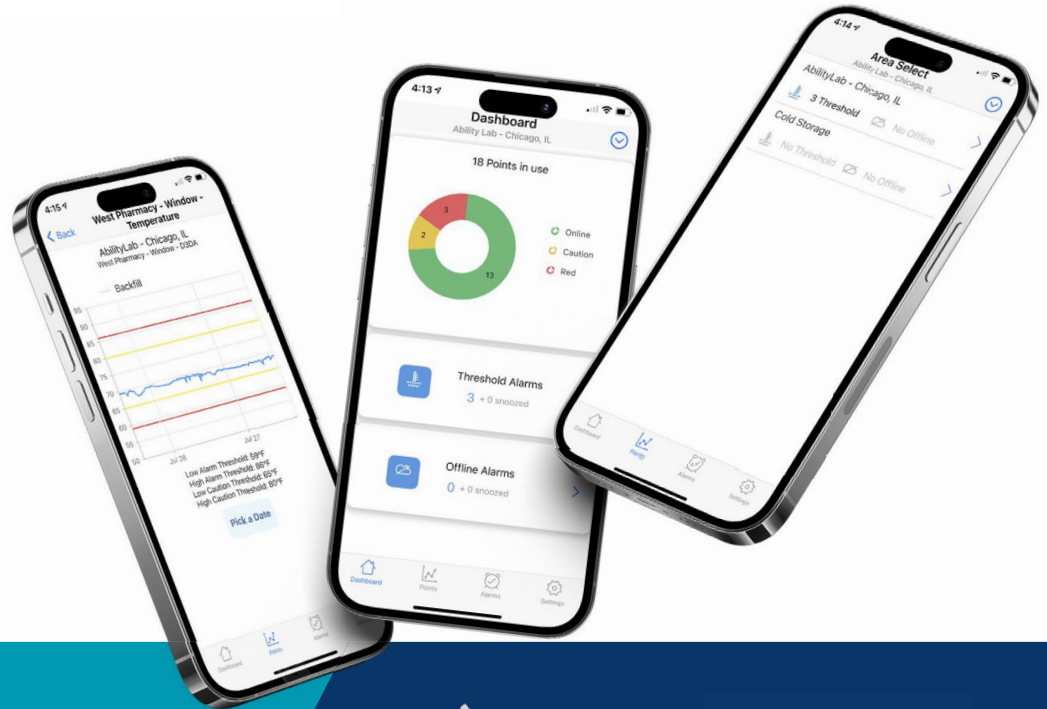 4:15
Back
West Pharmacy - Window -
Temperature
AbilityLab - Chicago, IL
West Pharmacy - Window - D3DA
Backfill
95
90
85
80
75
70
65
60
55
50
Jul 26
Jul 27
Low Alarm Threshold: 59°F
High Alarm Threshold: 86°F
Low Caution Threshold: 65°F
High Caution Threshold: 80°F
Pick a Date
Dashboard
Points
Alarms
4:13
Dashboard
Ability Lab - Chicago, IL
18 Points in use
3
2
13
Online
Caution
Red
Threshold Alarms
3 + 0 snoozed
Offline Alarms
0 + 0 snoozed
Dashboard
Points
Alarms
Settings
4:14
Area Select
Ability Lab - Chicago, IL
AbilityLab - Chicago, IL
3 Threshold No Offline
Cold Storage
No Threshold No Offline
Dashboard
Points
Alarms
Settings